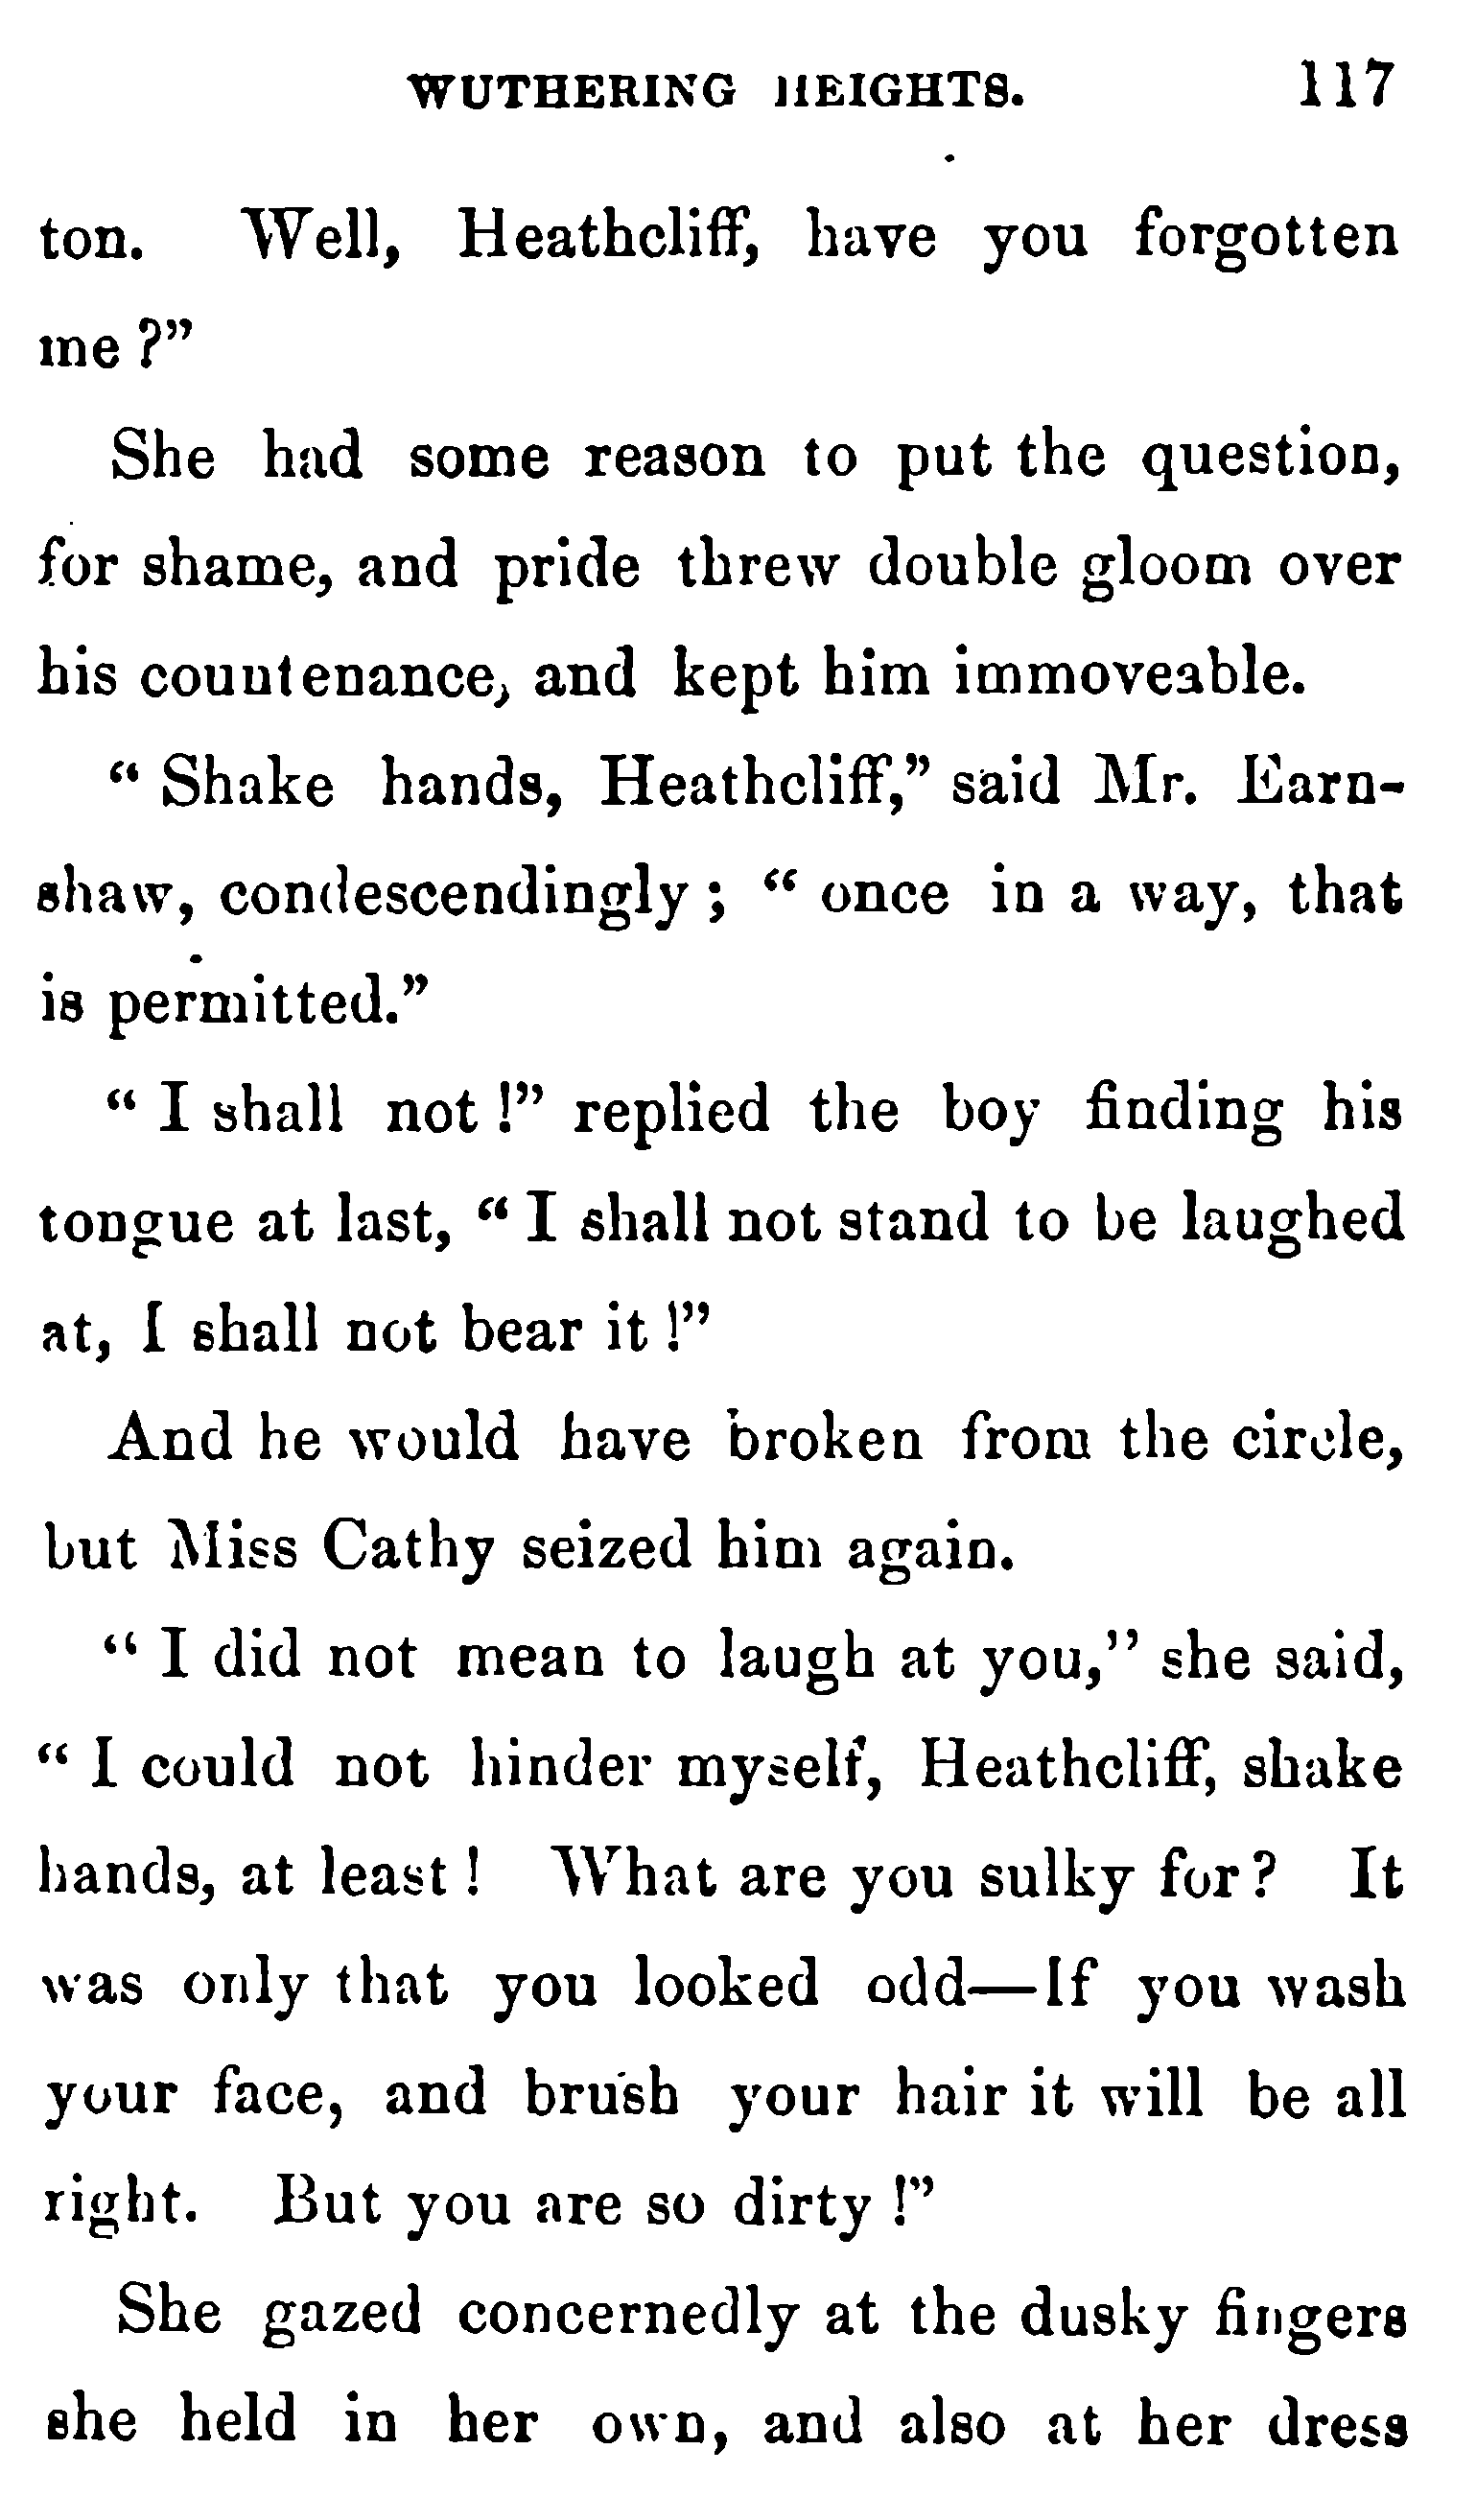 WUTHERING HEIGHTS. 117
ton. Well, Heathcliff, have you forgotten
me?"
She had some reason to put the question,
for shame, and pride threw double gloom over
his countenance, and kept him immoveable.
"Shake hands, Heathcliff," said Mr. Earn-
shaw, condescendingly; "once in a way, that
is permitted."
"I shall not!" replied the boy finding his
tongue at last, "I shall not stand to be laughed
at, I shall not bear it!"
And he would have broken from the circle,
but Miss Cathy seized him again.
"I did not mean to laugh at you," she said,
"I could not hinder myself, Heathcliff, shake
hands, at least! What are you sulky for? It
was only that you looked odd—If you wash
your face, and brush your hair it will be all
right. But you are so dirty!"
She gazed concernedly at the dusky fingers
she held in her own, and also at her dress